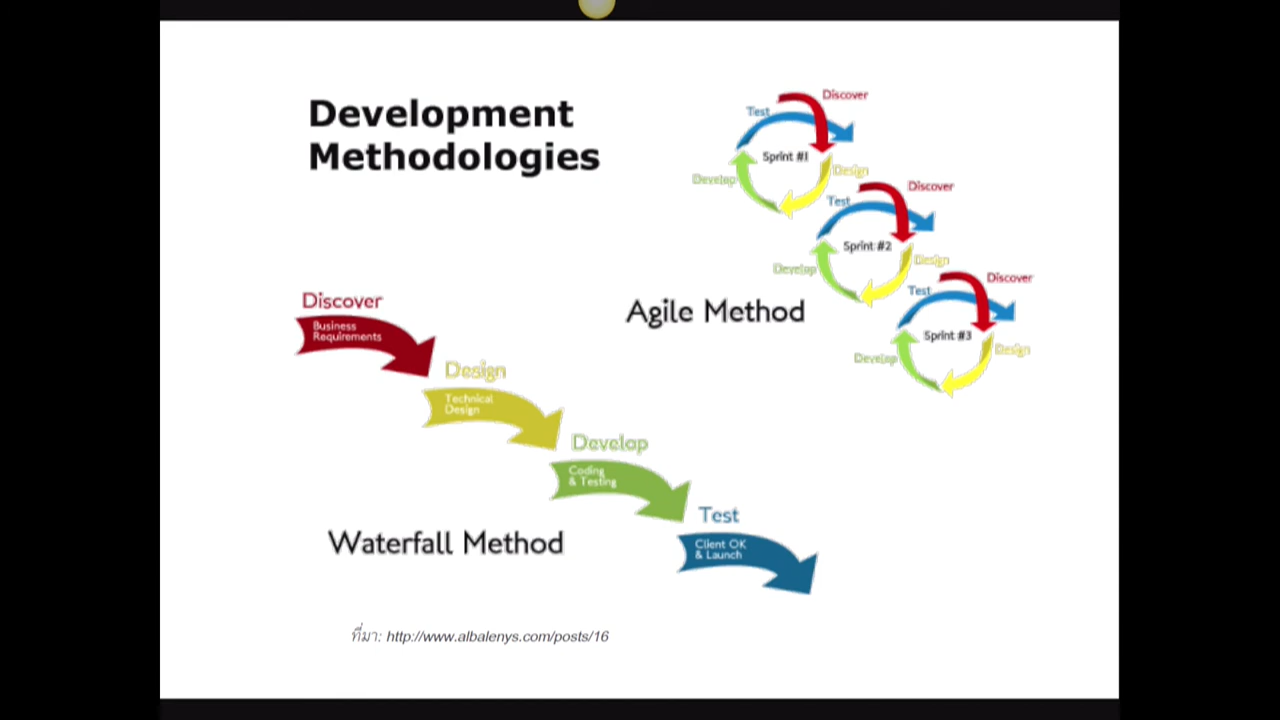 Development
Methodologies
Discover
Test
Sprint #1
Design
Develop
Discover
Test
Sprint #2
Design
Develop
Discover
Test
Sprint #3
Design
Develop
Agile Method
Discover
Business
Requirements
Design
Technical
Design
Develop
Coding
& Testing
Test
Client OK
& Launch
Waterfall Method
ที่มา: http://www.albalenys.com/posts/16